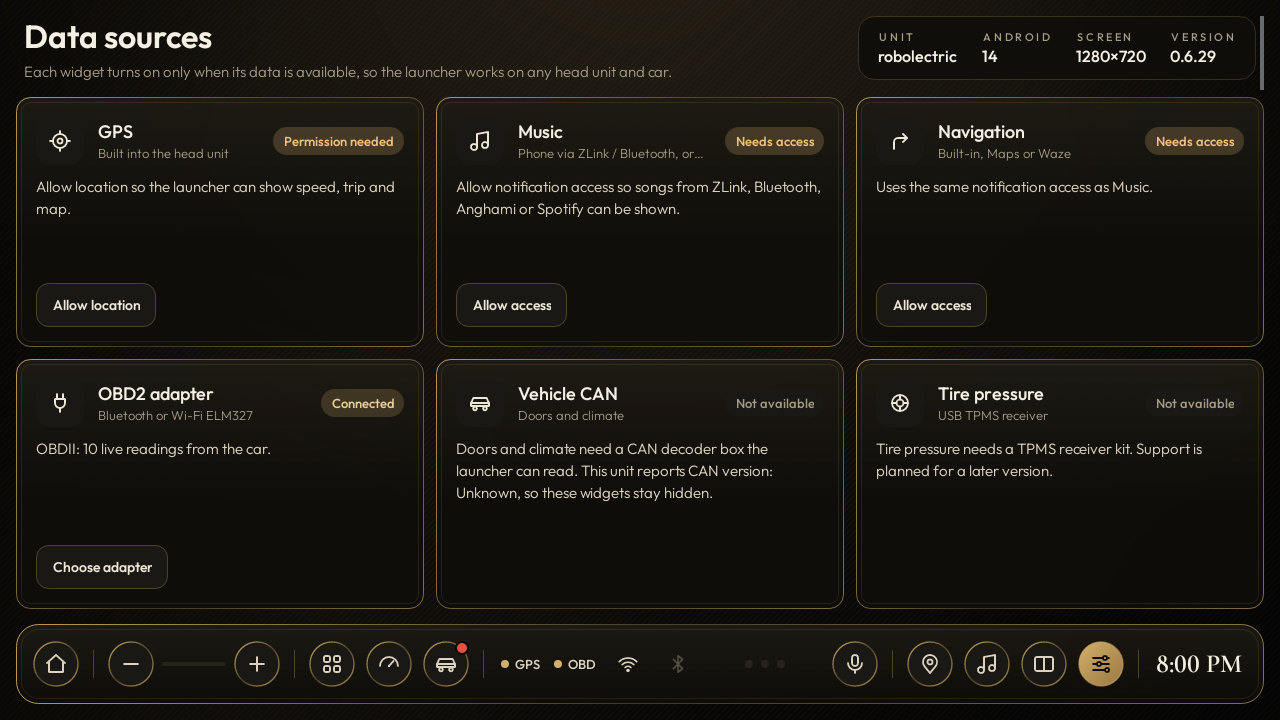 Data sources
Each widget turns on only when its data is available, so the launcher works on any head unit and car.
UNIT ANDROID SCREEN VERSION
robolectric 14 1280×720 0.6.29
GPS
Built into the head unit
Permission needed
Allow location so the launcher can show speed, trip and
map.
Allow location
Music
Phone via ZLink / Bluetooth, or...
Needs access
Allow notification access so songs from ZLink, Bluetooth,
Anghami or Spotify can be shown.
Allow access
Navigation
Built-in, Maps or Waze
Needs access
Uses the same notification access as Music.
Allow access
OBD2 adapter
Bluetooth or Wi-Fi ELM327
Connected
OBDII: 10 live readings from the car.
Choose adapter
Vehicle CAN
Doors and climate
Not available
Doors and climate need a CAN decoder box the
launcher can read. This unit reports CAN version:
Unknown, so these widgets stay hidden.
Tire pressure
USB TPMS receiver
Not available
Tire pressure needs a TPMS receiver kit. Support is
planned for a later version.
GPS OBD 8:00 PM